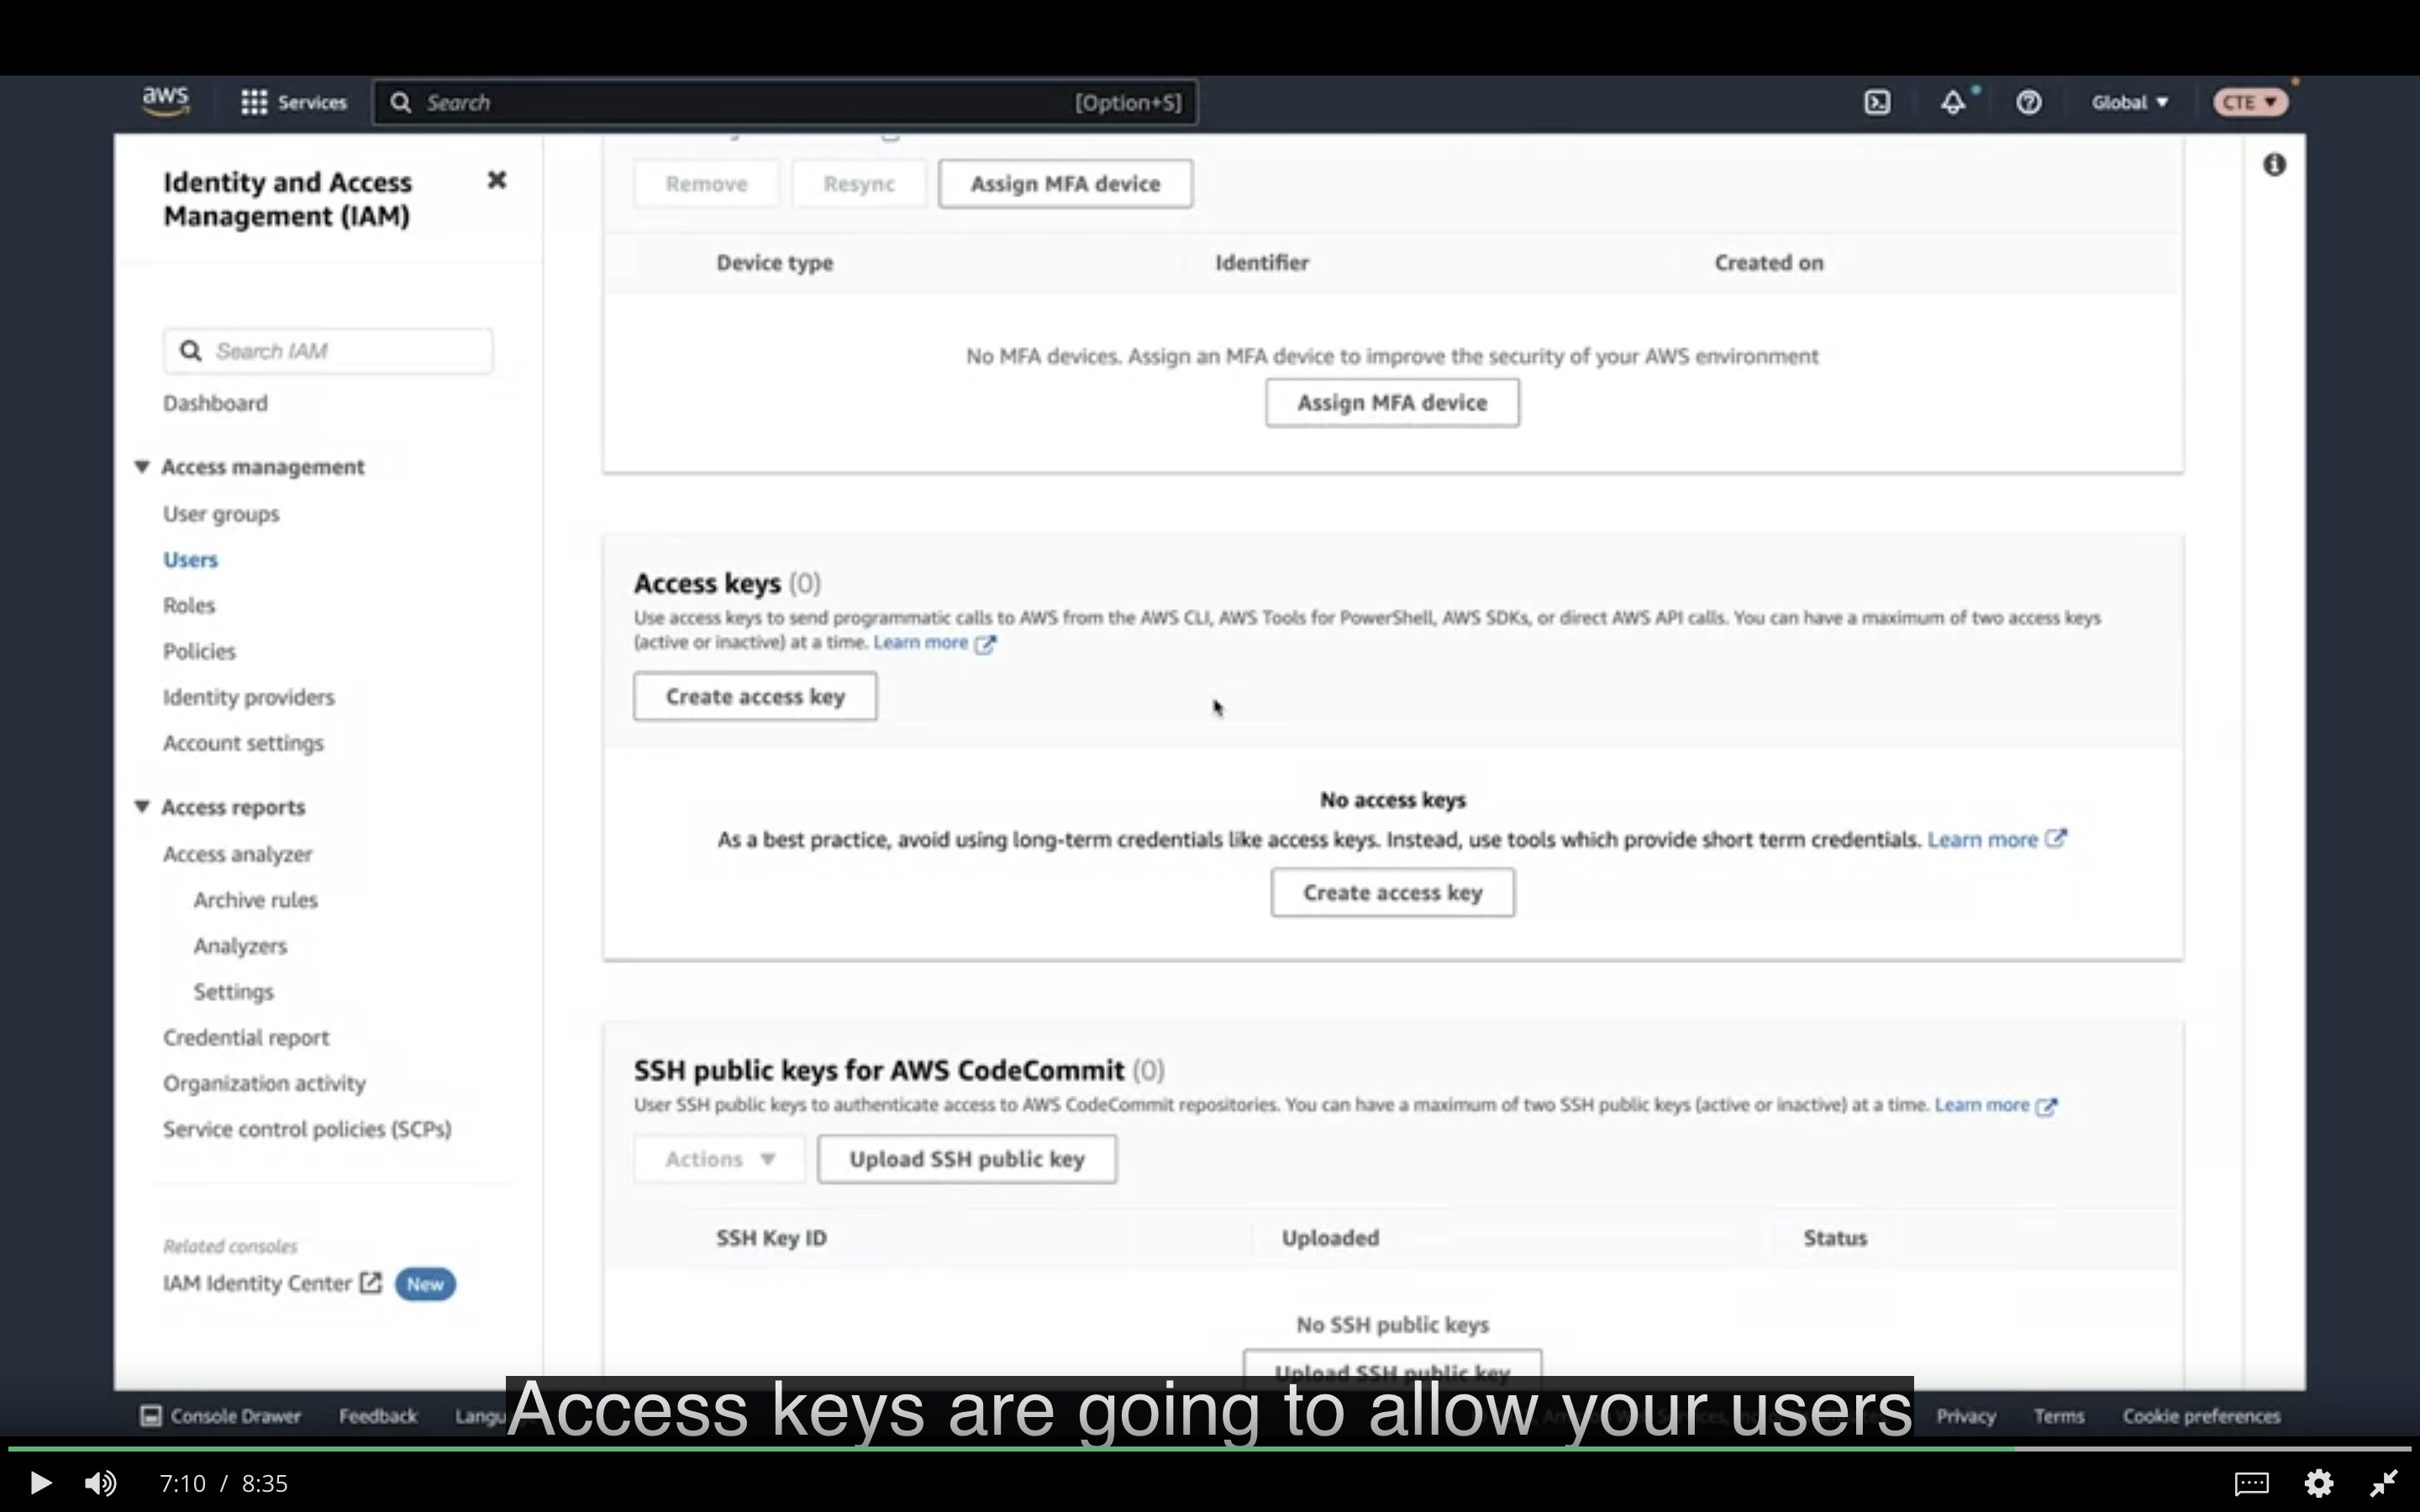 aws
Services
Search
[Option+S]
Global
CTE
Identity and Access
Management (IAM)
Search IAM
Dashboard
Access management
User groups
Users
Roles
Policies
Identity providers
Account settings
Access reports
Access analyzer
Archive rules
Analyzers
Settings
Credential report
Organization activity
Service control policies (SCPs)
Related consoles
IAM Identity Center
New
Remove
Resync
Assign MFA device
Device type
Identifier
Created on
No MFA devices. Assign an MFA device to improve the security of your AWS environment
Assign MFA device
Access keys (0)
Use access keys to send programmatic calls to AWS from the AWS CLI, AWS Tools for PowerShell, AWS SDKs, or direct AWS API calls. You can have a maximum of two access keys
(active or inactive) at a time. Learn more
Create access key
No access keys
As a best practice, avoid using long-term credentials like access keys. Instead, use tools which provide short term credentials. Learn more
Create access key
SSH public keys for AWS CodeCommit (0)
User SSH public keys to authenticate access to AWS CodeCommit repositories. You can have a maximum of two SSH public keys (active or inactive) at a time. Learn more
Actions
Upload SSH public key
SSH Key ID
Uploaded
Status
No SSH public keys
Upload SSH public key
Console Drawer
Feedback
Langu
Access keys are going to allow your users
Privacy
Terms
Cookie preferences
7:10 / 8:35